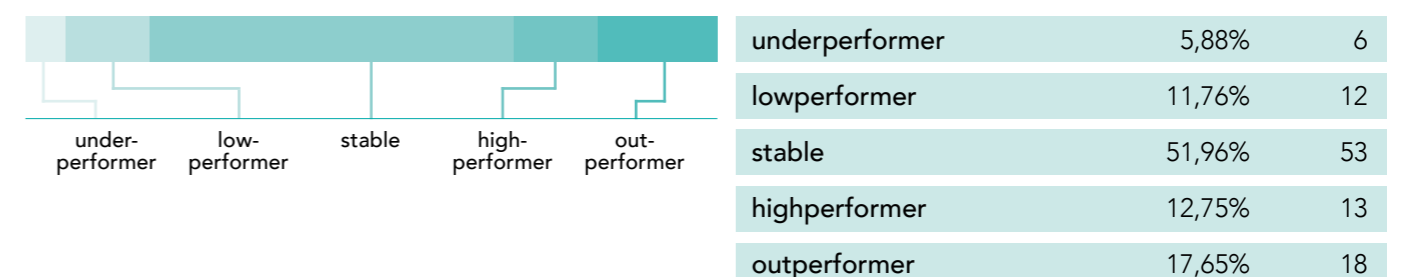 under-
performer
low-
performer
stable
high-
performer
out-
performer
underperformer 5,88% 6
lowperformer 11,76% 12
stable 51,96% 53
highperformer 12,75% 13
outperformer 17,65% 18